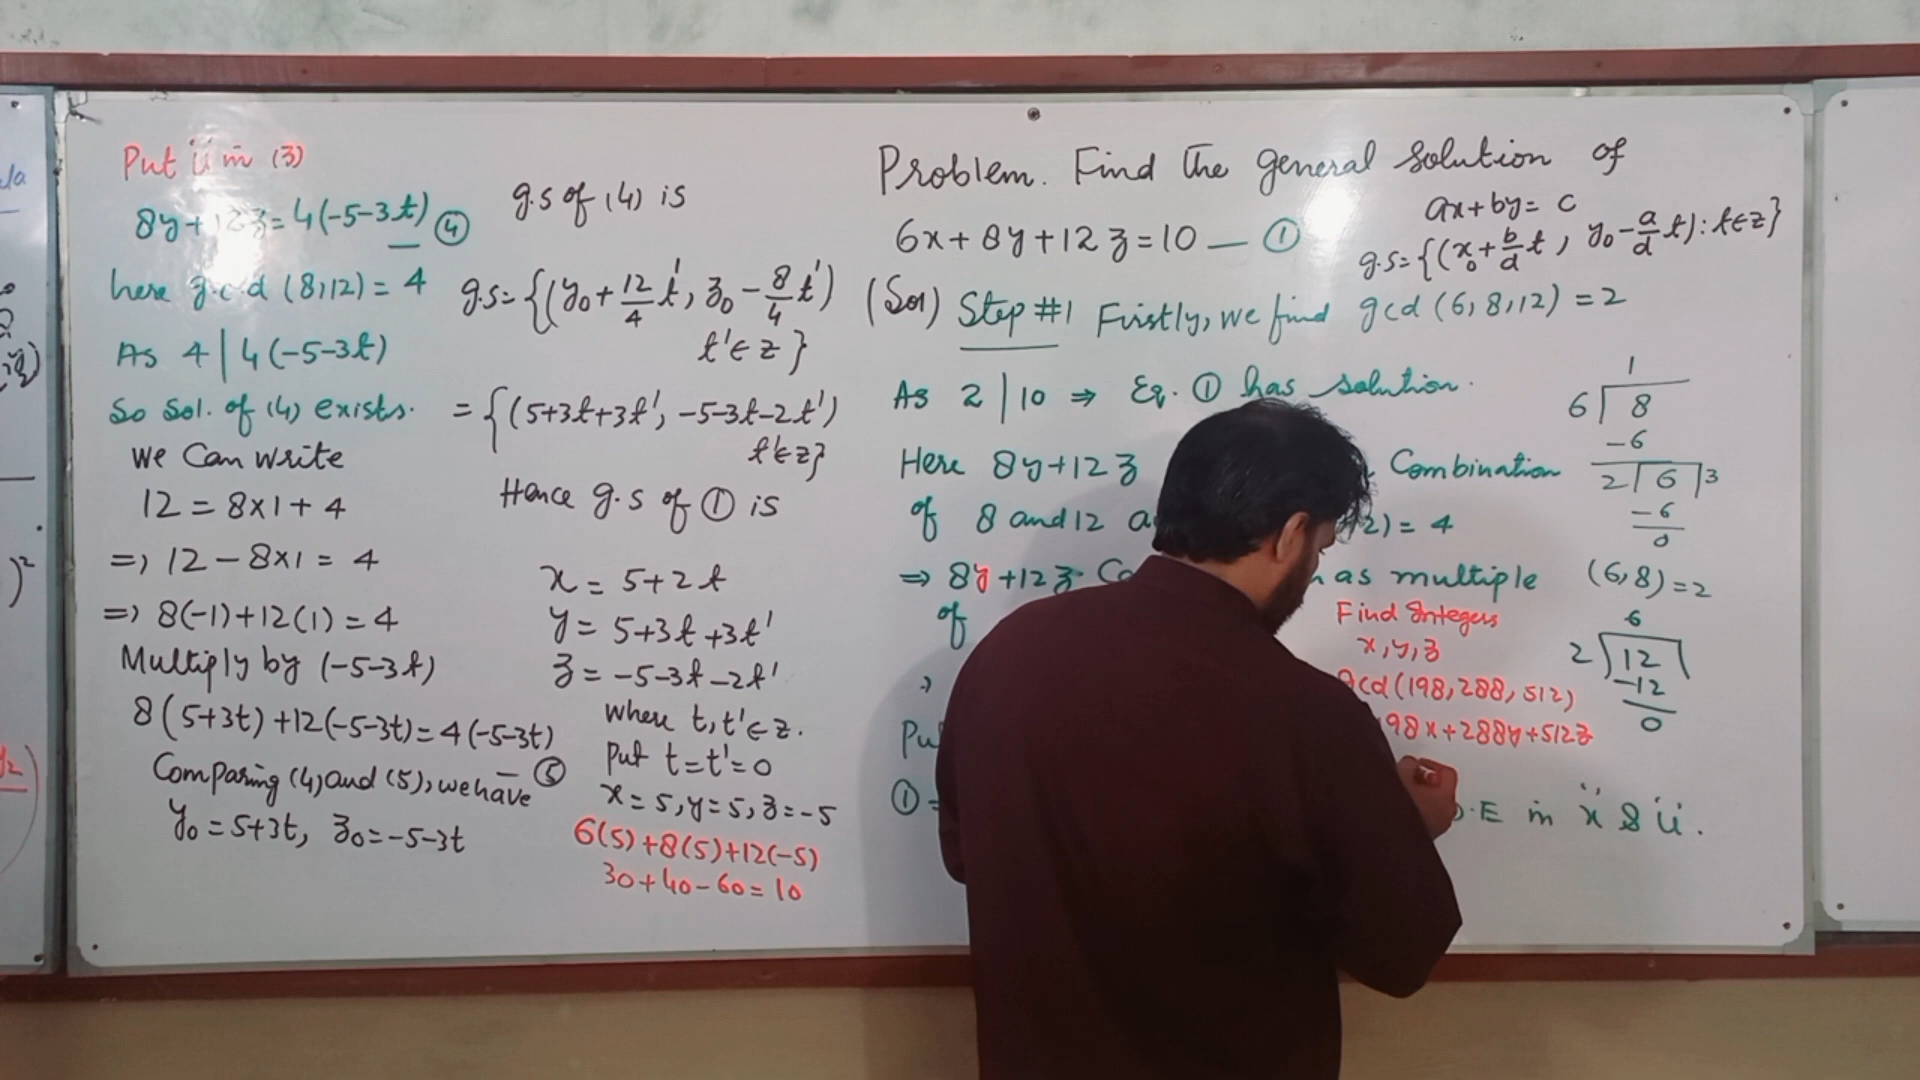 Put ii in (3)
8y+12z=4(-5-3t) — ④
here g.c.d (8,12) = 4
As 4 | 4(-5-3t)
So Sol. of (4) exists.
We Can write
12 = 8x1 + 4
=) 12 - 8x1 = 4
=) 8(-1)+12(1) = 4
Multiply by (-5-3t)
8(5+3t)+12(-5-3t)=4(-5-3t)
— ⑤
Comparing (4) and (5), we have
y₀ = 5+3t, z₀=-5-3t
g.s of (4) is
g.s= {(y₀+12/4 t', z₀-8/4 t')
t'∈z}
= {(5+3t+3t', -5-3t-2t')
t'∈z}
Hence g.s of ① is
x = 5+2t
y = 5+3t+3t'
z = -5-3t-2t'
Where t, t'∈z.
Put t=t'=0
x=5, y=5, z=-5
6(5)+8(5)+12(-5)
30+40-60=10
Problem. Find The general solution of
6x+8y+12z=10 — ①
ax+by= c
g.s={(x₀+b/d t, y₀-a/d t): t∈z}
(Sol) Step #1 Firstly, we find gcd (6,8,12) =2
As 2 | 10 ⇒ Eq. ① has solution.
Here 8y+12z Combination
of 8 and 12 2)= 4
⇒ 8y+12z as multiple
of
Pu
①=
.E in x & ii.
Find Integers
x,y,z
gcd(198,288,512)
98x+288y+512z
1
6 8
-6
2 6 3
-6
0
(6,8)=2
6
2 12
-12
0